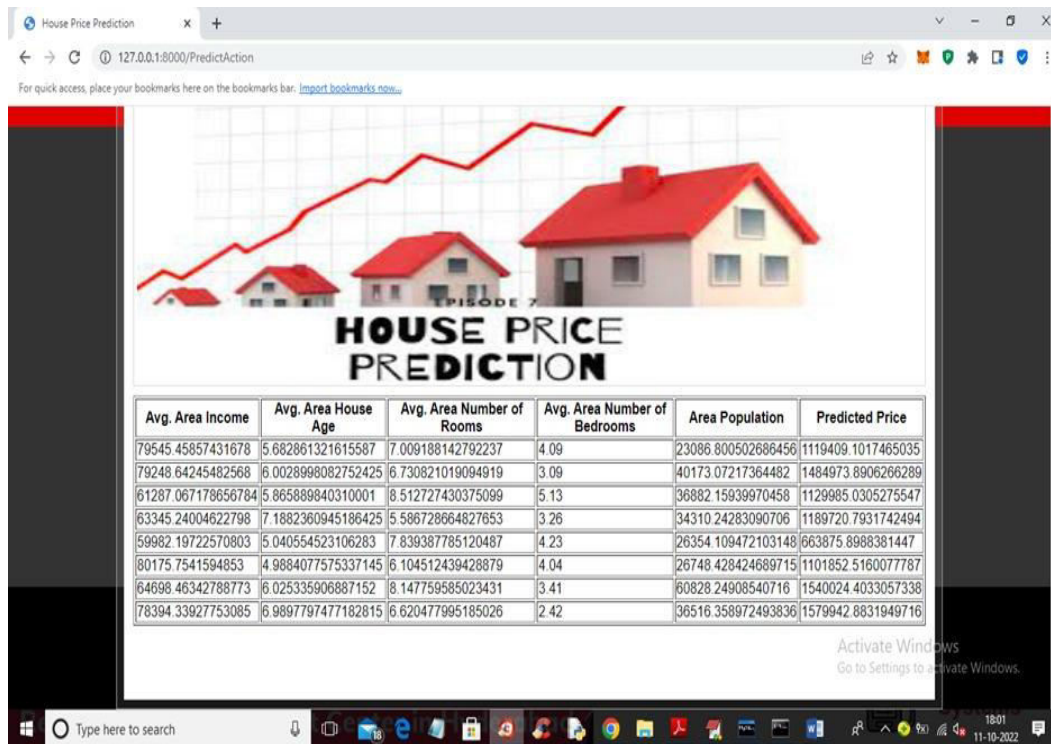 House Price Prediction
127.0.0.1:8000/PredictAction
For quick access, place your bookmarks here on the bookmarks bar. Import bookmarks now...
EPISODE 7
HOUSE PRICE
PREDICTION
Avg. Area Income Avg. Area House Age Avg. Area Number of Rooms Avg. Area Number of Bedrooms Area Population Predicted Price
79545.45857431678 5.682861321615587 7.009188142792237 4.09 23086.800502686456 1119409.1017465035
79248.64245482568 6.0028998082752425 6.730821019094919 3.09 40173.07217364482 1484973.8906266289
61287.067178656784 5.865889840310001 8.512727430375099 5.13 36882.15939970458 1129985.0305275547
63345.24004622798 7.1882360945186425 5.586728664827653 3.26 34310.24283090706 1189720.7931742494
59982.19722570803 5.040554523106283 7.839387785120487 4.23 26354.109472103148 663875.8988381447
80175.7541594853 4.9884077575337145 6.104512439428879 4.04 26748.428424689715 1101852.5160077787
64698.46342788773 6.025335906887152 8.147759585023431 3.41 60828.24908540716 1540024.4033057338
78394.33927753085 6.9897797477182815 6.620477995185026 2.42 36516.358972493836 1579942.8831949716
Activate Windows
Go to Settings to activate Windows.
Type here to search
18
18:01
11-10-2022